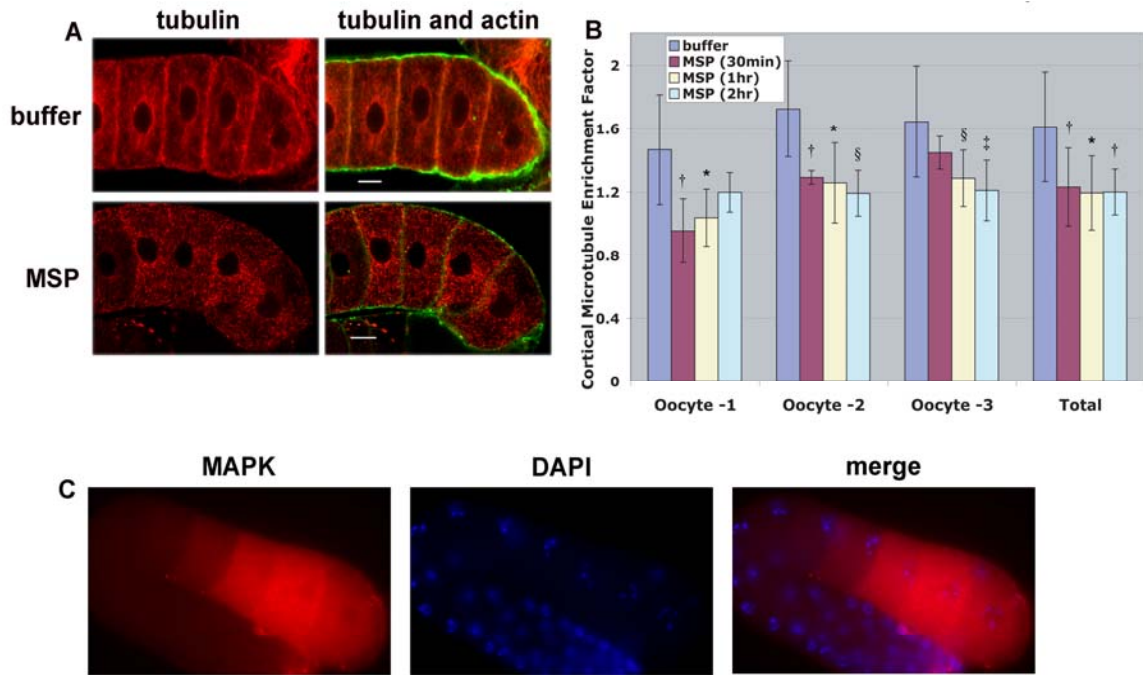 A
tubulin
tubulin and actin
buffer
MSP
B
Cortical Microtubule Enrichment Factor
2
1.6
1.2
0.8
0.4
0
buffer
MSP (30min)
MSP (1hr)
MSP (2hr)
† *
† * §
§ ‡
† * †
Oocyte -1
Oocyte -2
Oocyte -3
Total
C
MAPK
DAPI
merge